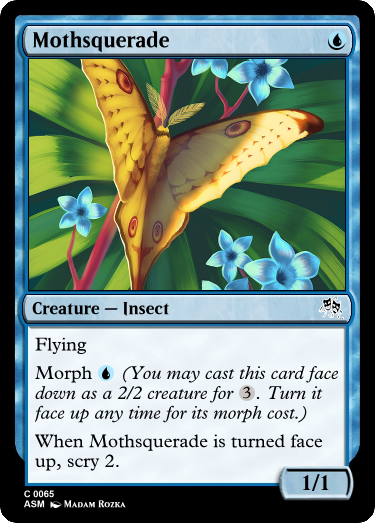 Mothsquerade
Creature — Insect
Flying
Morph (You may cast this card face
down as a 2/2 creature for 3. Turn it
face up any time for its morph cost.)
When Mothsquerade is turned face
up, scry 2.
1/1
C 0065
ASM Madam Rozka